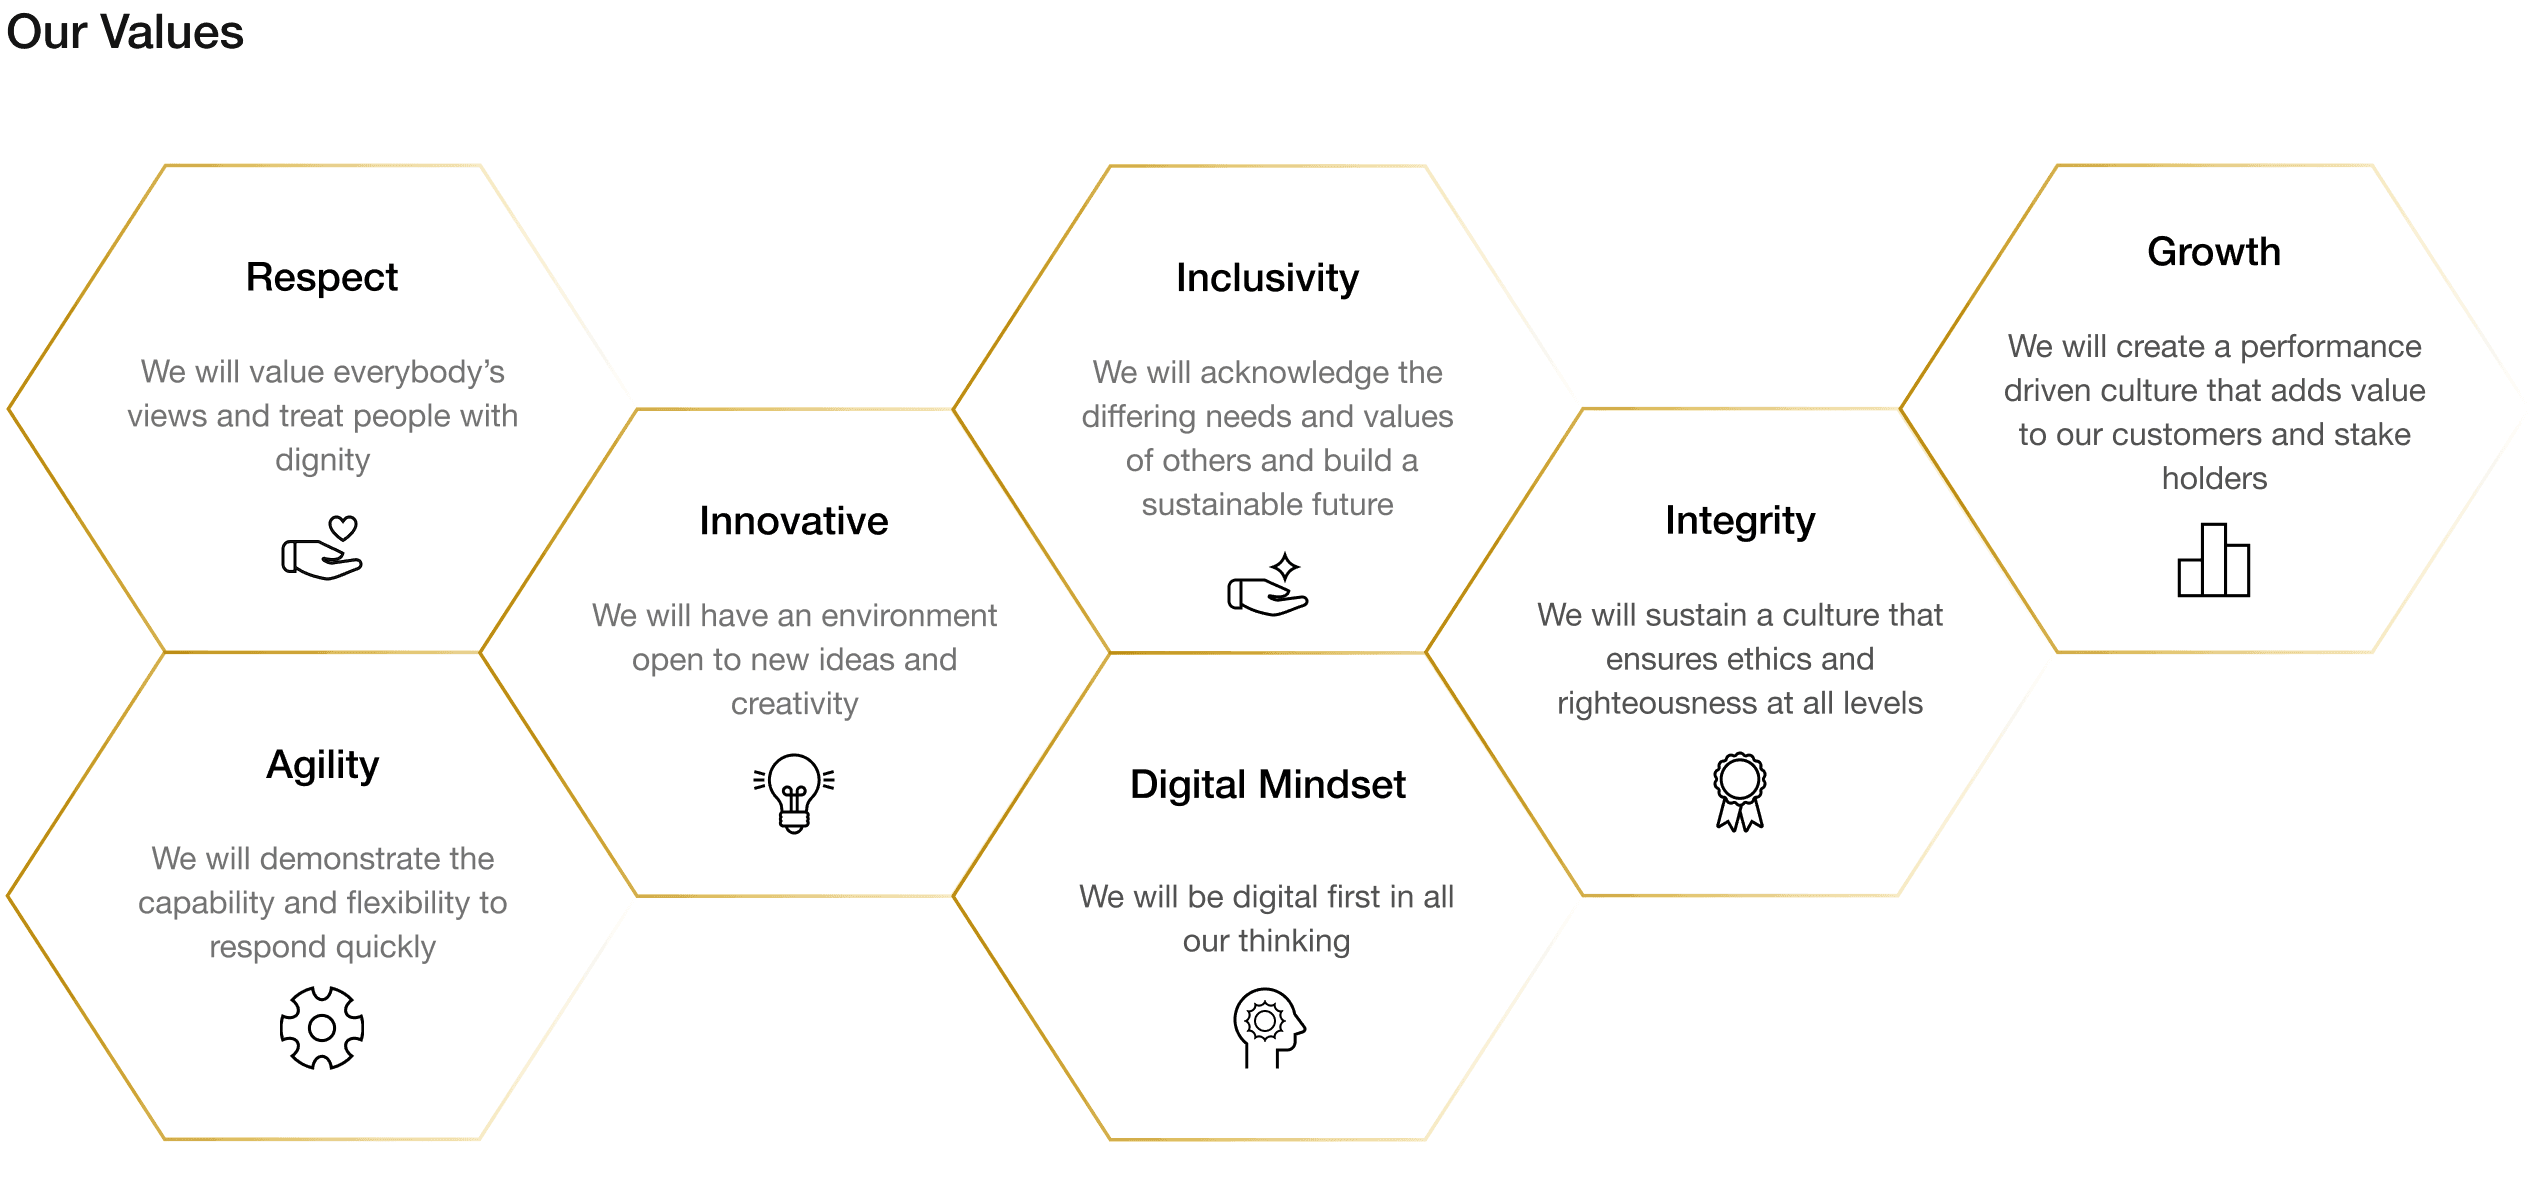 Our Values
Respect
We will value everybody’s
views and treat people with
dignity
Agility
We will demonstrate the
capability and flexibility to
respond quickly
Innovative
We will have an environment
open to new ideas and
creativity
Inclusivity
We will acknowledge the
differing needs and values
of others and build a
sustainable future
Digital Mindset
We will be digital first in all
our thinking
Integrity
We will sustain a culture that
ensures ethics and
righteousness at all levels
Growth
We will create a performance
driven culture that adds value
to our customers and stake
holders